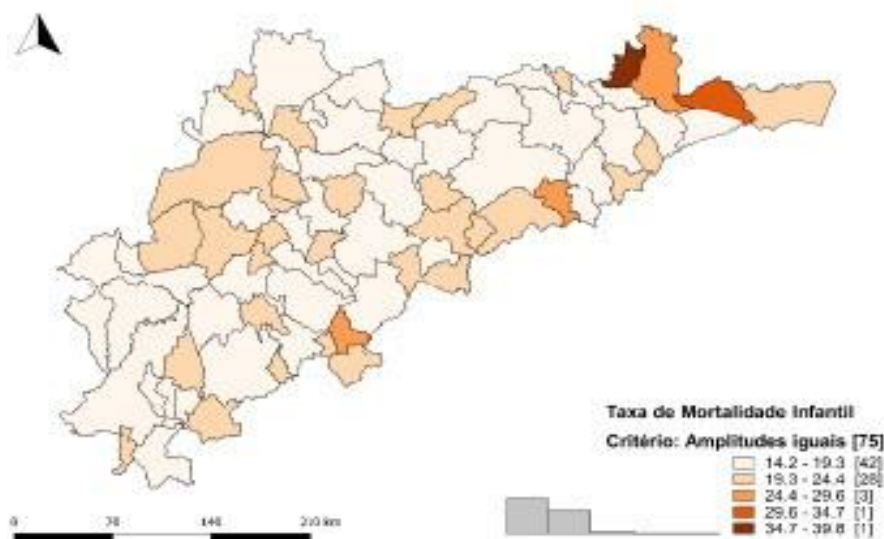 Taxa de Mortalidade Infantil
Critério: Amplitudes iguais [75]
14.2 - 19.3 [42]
19.3 - 24.4 [28]
24.4 - 29.6 [3]
29.6 - 34.7 [1]
34.7 - 39.8 [1]
0 70 140 210 km